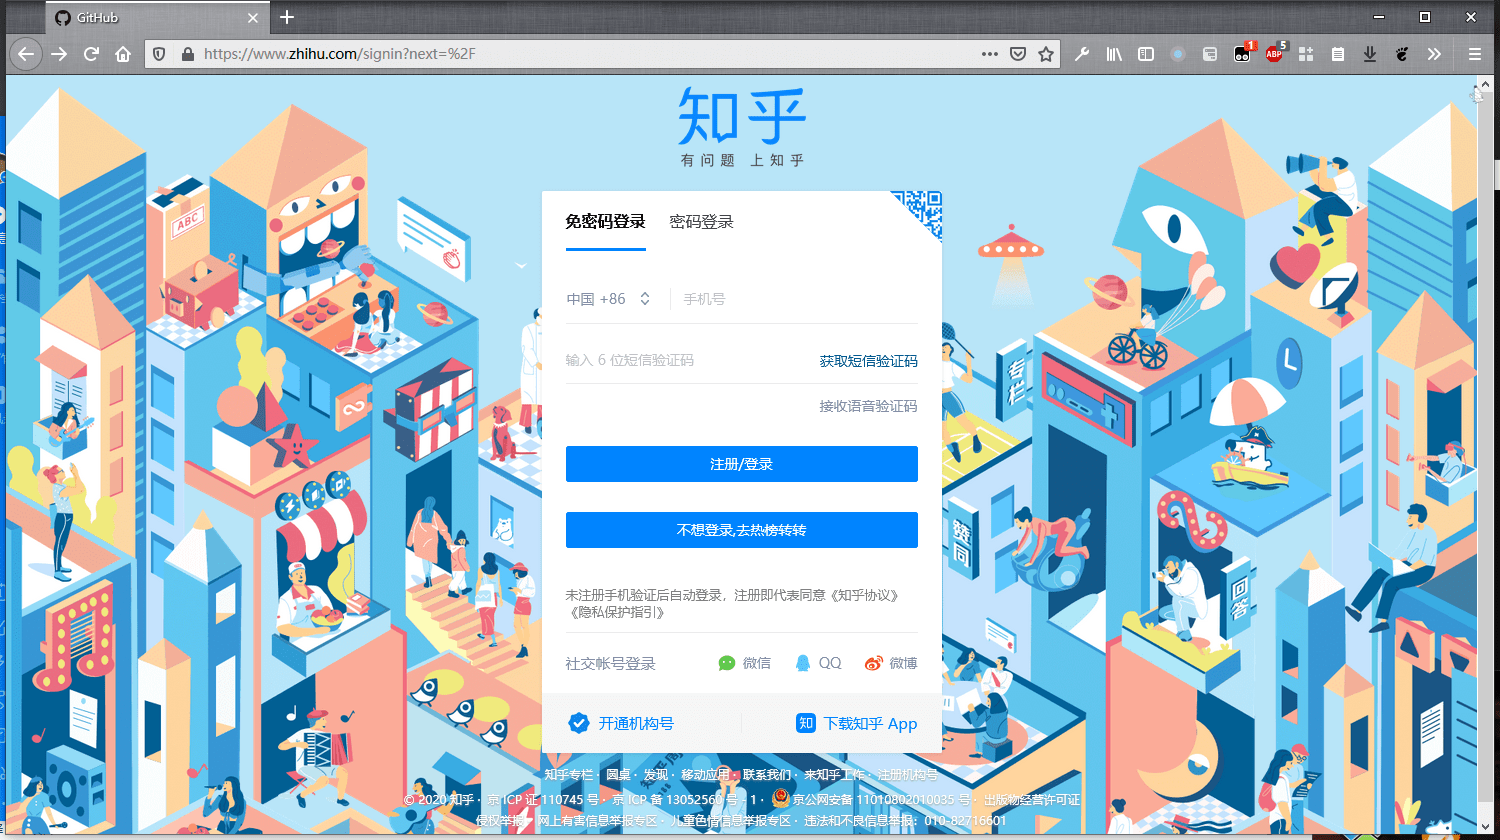 GitHub
https://www.zhihu.com/signin?next=%2F
1
ABP
5
知乎
有问题 上知乎
免密码登录 密码登录
中国 +86 手机号
输入 6 位短信验证码 获取短信验证码
接收语音验证码
注册/登录
不想登录,去热榜转转
未注册手机验证后自动登录，注册即代表同意《知乎协议》
《隐私保护指引》
社交帐号登录 微信 QQ 微博
开通机构号 知 下载知乎 App
知乎专栏 · 圆桌 · 发现 · 移动应用 · 联系我们 · 来知乎工作 · 注册机构号
© 2020 知乎 · 京 ICP 证 110745 号 · 京 ICP 备 13052560 号 - 1 · 京公网安备 11010802010035 号 · 出版物经营许可证
侵权举报 · 网上有害信息举报专区 · 儿童色情信息举报专区 · 违法和不良信息举报：010-82716601
ABC
专栏
赞同
回答